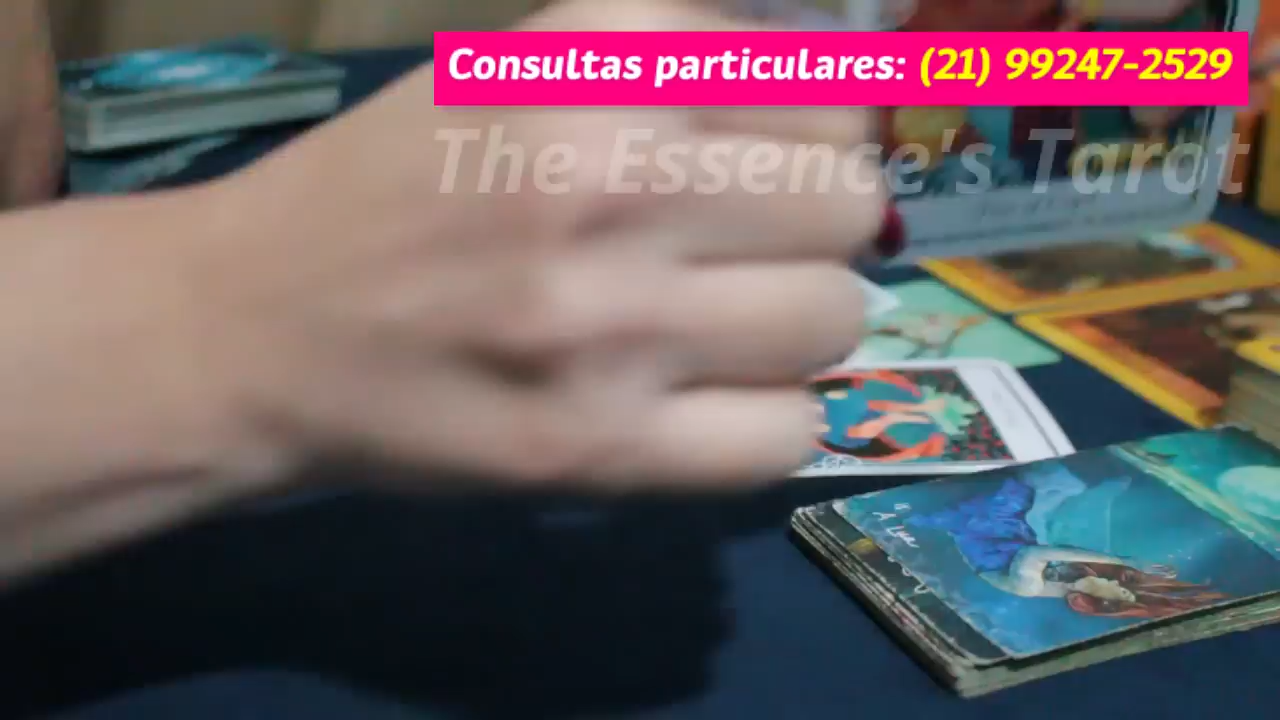 Consultas particulares: (21) 99247-2529
The Essence's Tarot
"A Lua